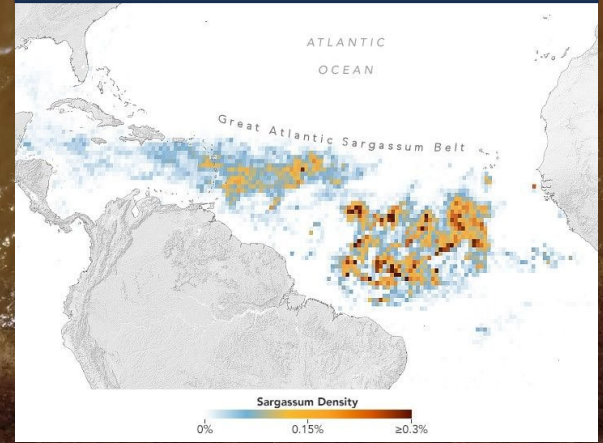 ATLANTIC
OCEAN
Great Atlantic Sargassum Belt
Sargassum Density
0% 0.15% ≥0.3%